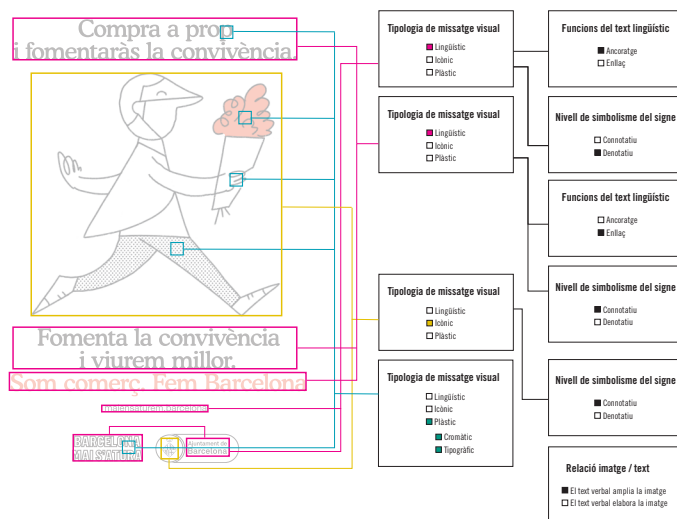 Compra a prop
i fomentaràs la convivència.
Fomenta la convivència
i viurem millor.
Som comerç. Fem Barcelona
maiensaturem.barcelona
BARCELONA
MAI S'ATURA
Ajuntament de
Barcelona
Tipologia de missatge visual
Lingüístic
Icònic
Plàstic
Tipologia de missatge visual
Lingüístic
Icònic
Plàstic
Tipologia de missatge visual
Lingüístic
Icònic
Plàstic
Tipologia de missatge visual
Lingüístic
Icònic
Plàstic
Cromàtic
Tipogràfic
Funcions del text lingüístic
Ancoratge
Enllaç
Nivell de simbolisme del signe
Connotatiu
Denotatiu
Funcions del text lingüístic
Ancoratge
Enllaç
Nivell de simbolisme del signe
Connotatiu
Denotatiu
Nivell de simbolisme del signe
Connotatiu
Denotatiu
Relació imatge / text
El text verbal amplia la imatge
El text verbal elabora la imatge